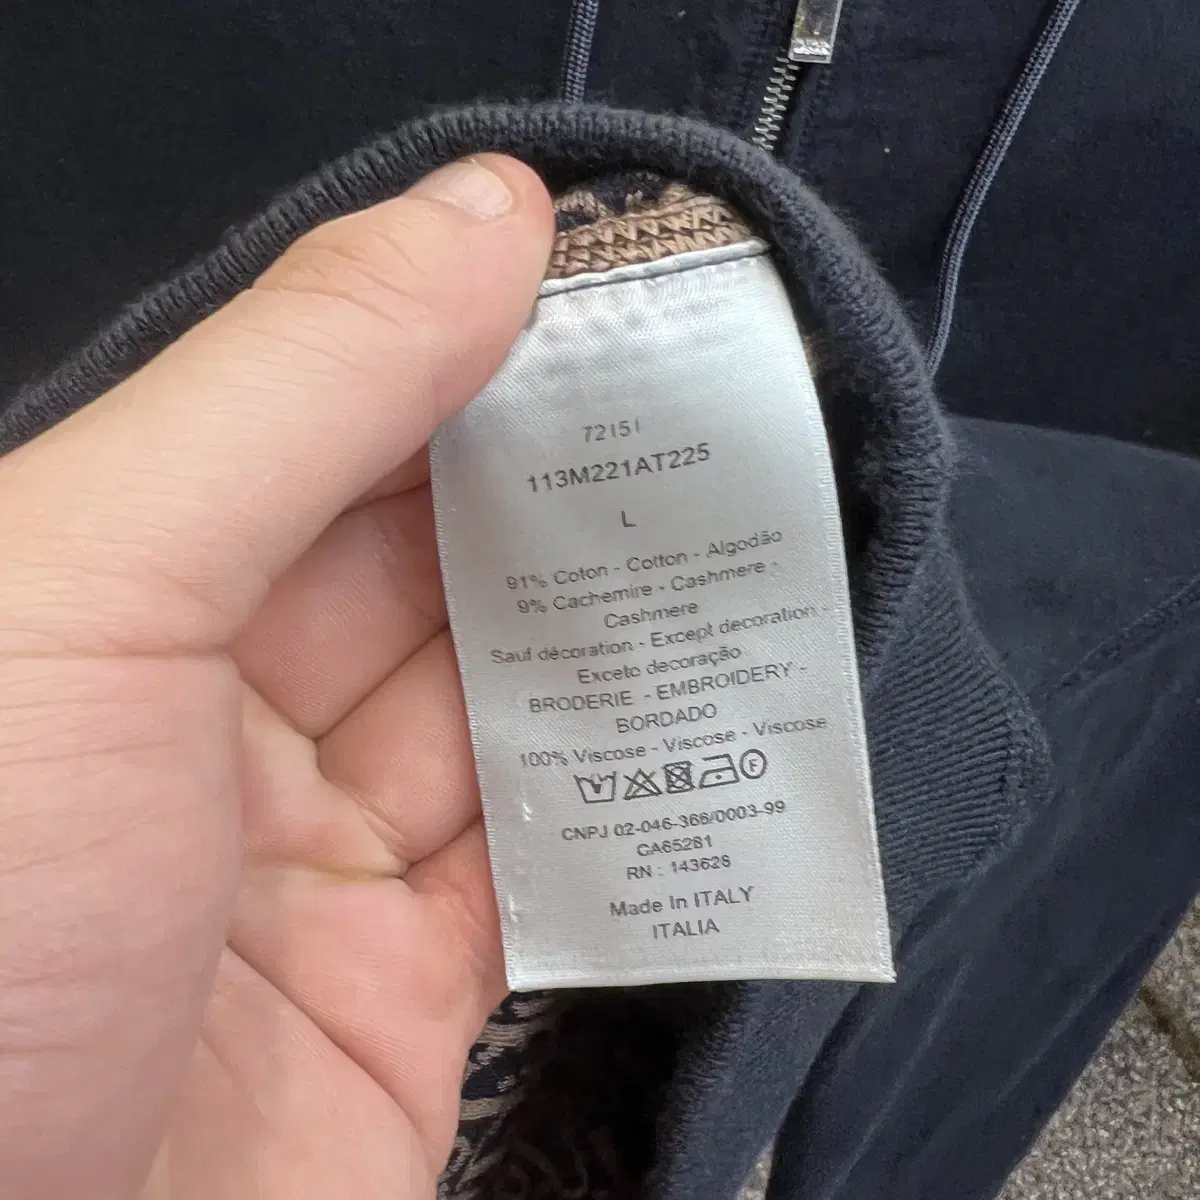 72151
113M221AT225
L
91% Coton - Cotton - Algodão
9% Cachemire - Cashmere -
Cashmere
Sauf décoration - Except decoration -
Exceto decoração
BRODERIE - EMBROIDERY -
BORDADO
100% Viscose - Viscose - Viscose
F
CNPJ 02-046-366/0003-99
CA65281
RN : 143628
Made In ITALY
ITALIA